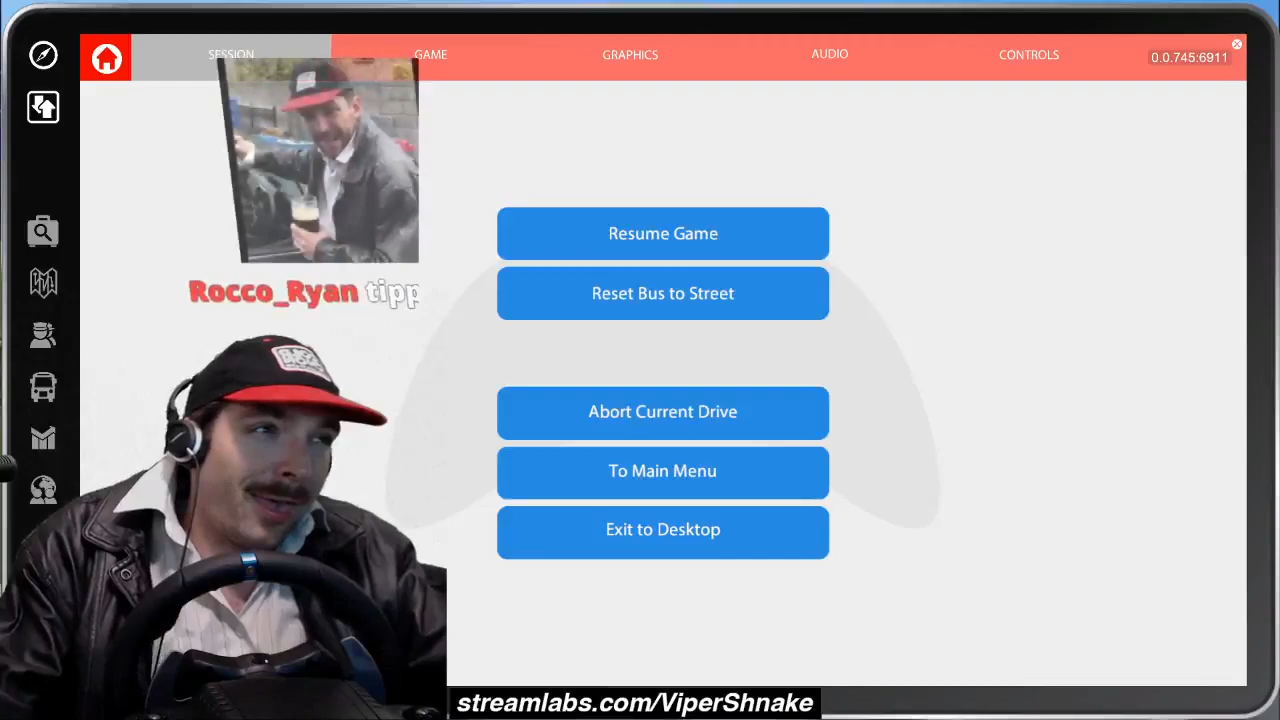 SESSION
GAME
GRAPHICS
AUDIO
CONTROLS
0.0.745:6911
Resume Game
Rocco_Ryan tipp
Reset Bus to Street
Abort Current Drive
To Main Menu
Exit to Desktop
streamlabs.com/ViperShnake